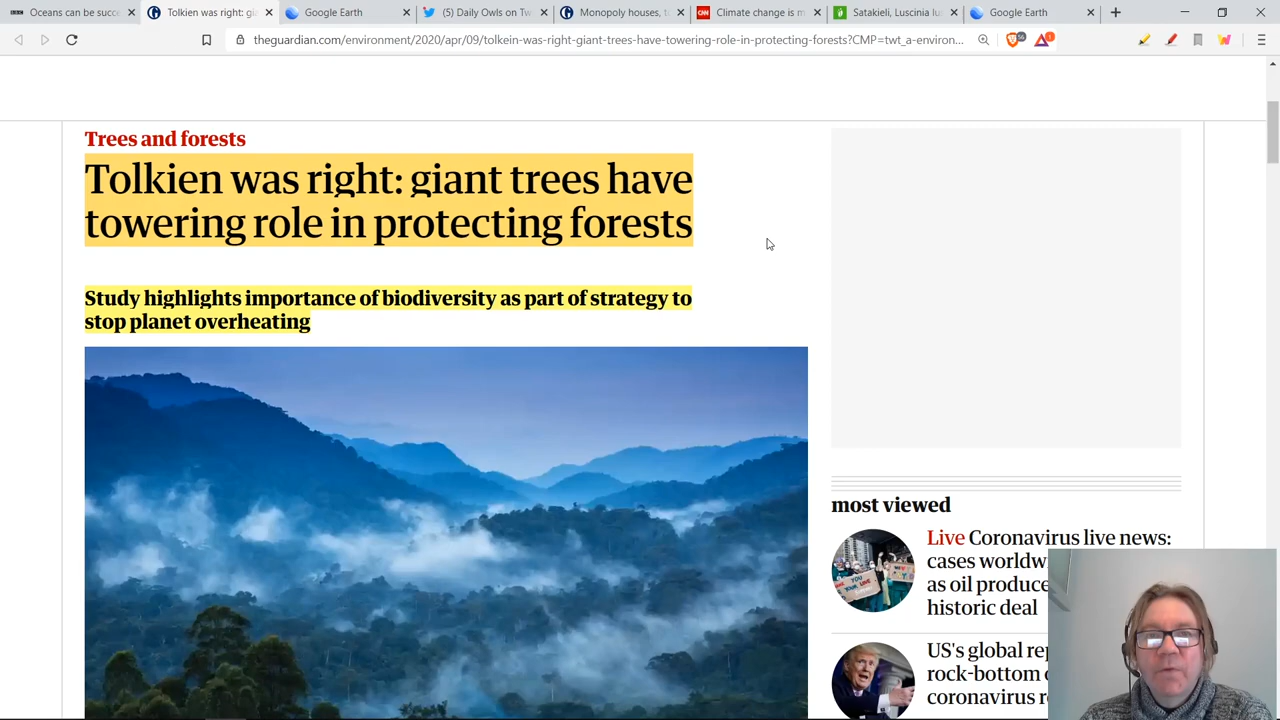 Oceans can be succ
Tolkien was right: gi
Google Earth
(5) Daily Owls on Tw
Monopoly houses, t
Climate change is m
Satakieli, Luscinia lu
Google Earth
theguardian.com/environment/2020/apr/09/tolkein-was-right-giant-trees-have-towering-role-in-protecting-forests?CMP=twt_a-environ...
56
1
Trees and forests
Tolkien was right: giant trees have
towering role in protecting forests
Study highlights importance of biodiversity as part of strategy to
stop planet overheating
most viewed
Live Coronavirus live news:
cases worldw
as oil produce
historic deal
US's global rep
rock-bottom
coronavirus r